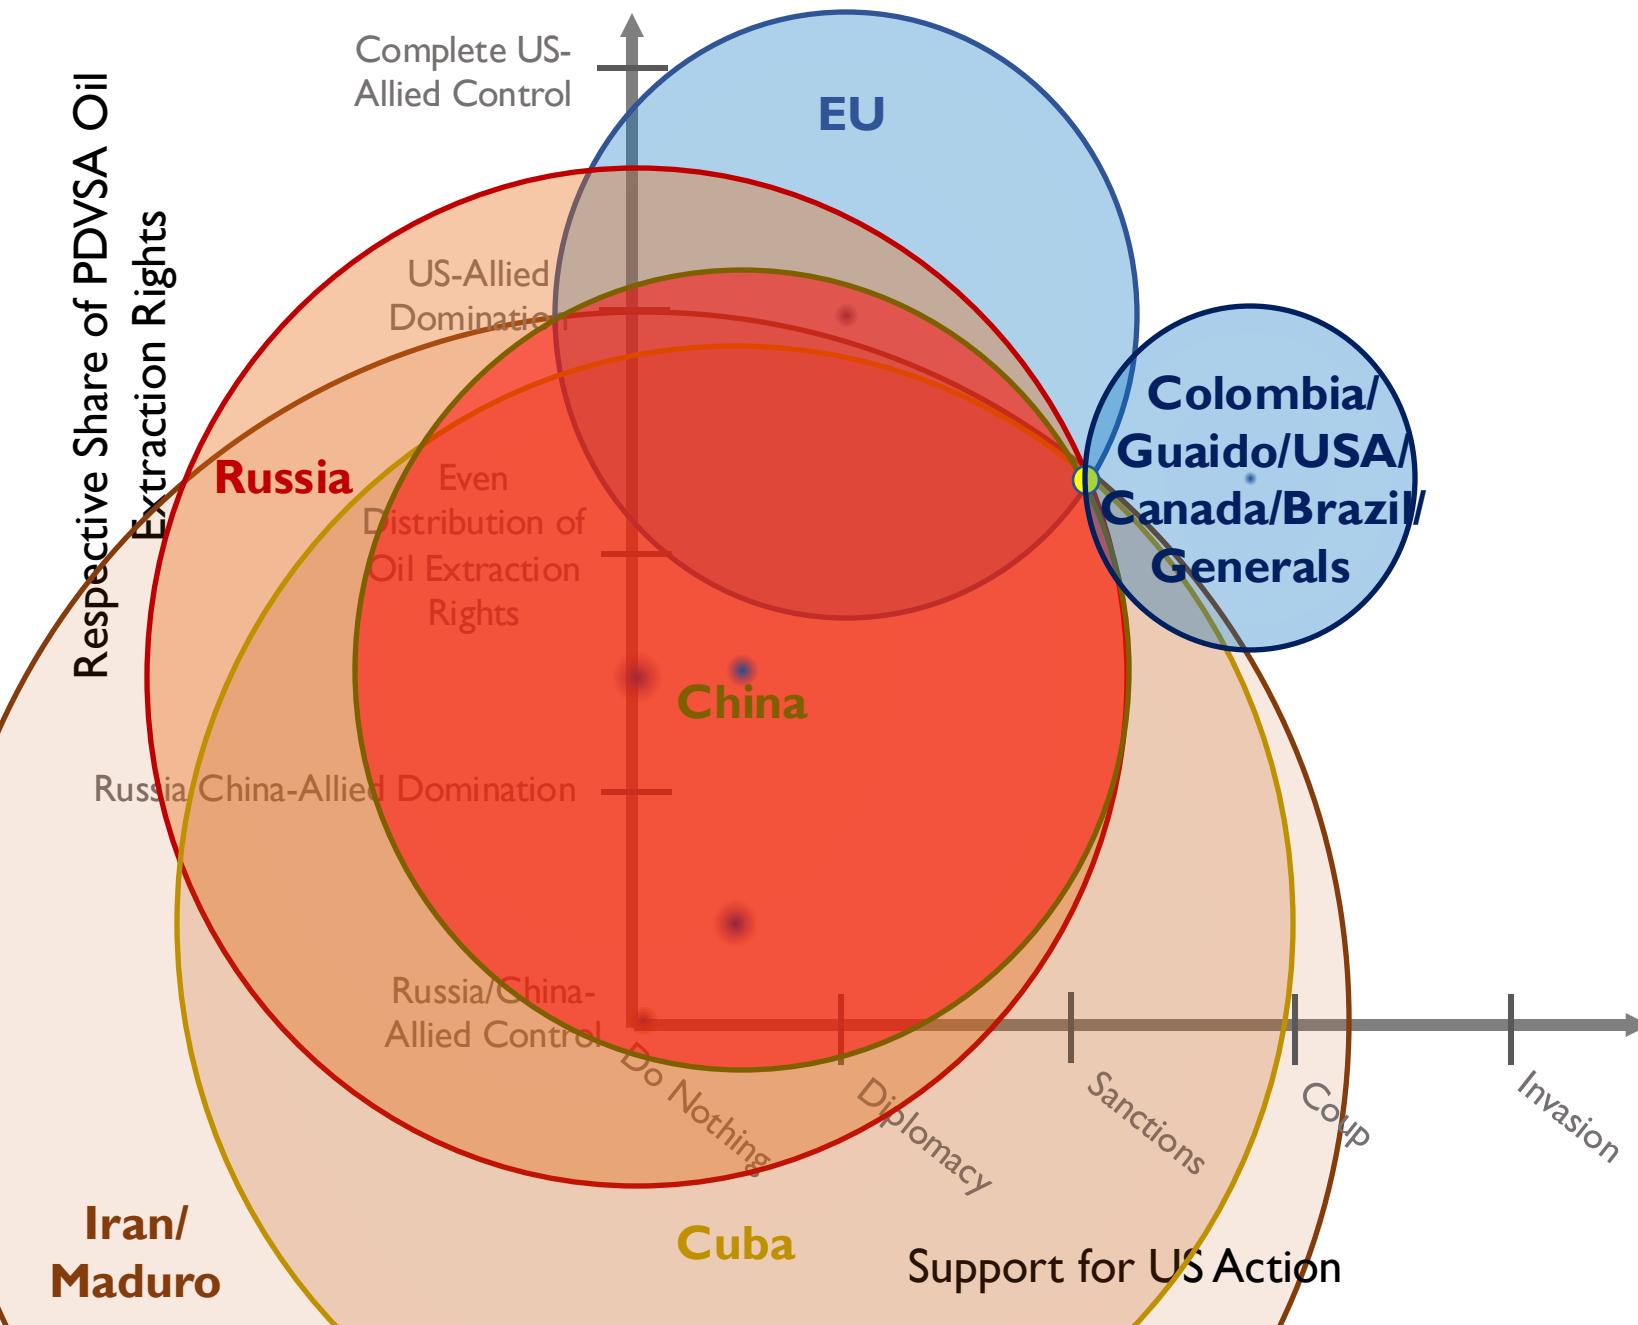 Complete US-
Allied Control
EU
Respective Share of PDVSA Oil
Extraction Rights
US-Allied
Domination
Colombia/
Guaido/USA/
Canada/Brazil/
Generals
Russia
Even
Distribution of
Oil Extraction
Rights
China
Russia China-Allied Domination
Russia/China-
Allied Control
Do Nothing
Diplomacy
Sanctions
Coup
Invasion
Iran/
Maduro
Cuba
Support for US Action